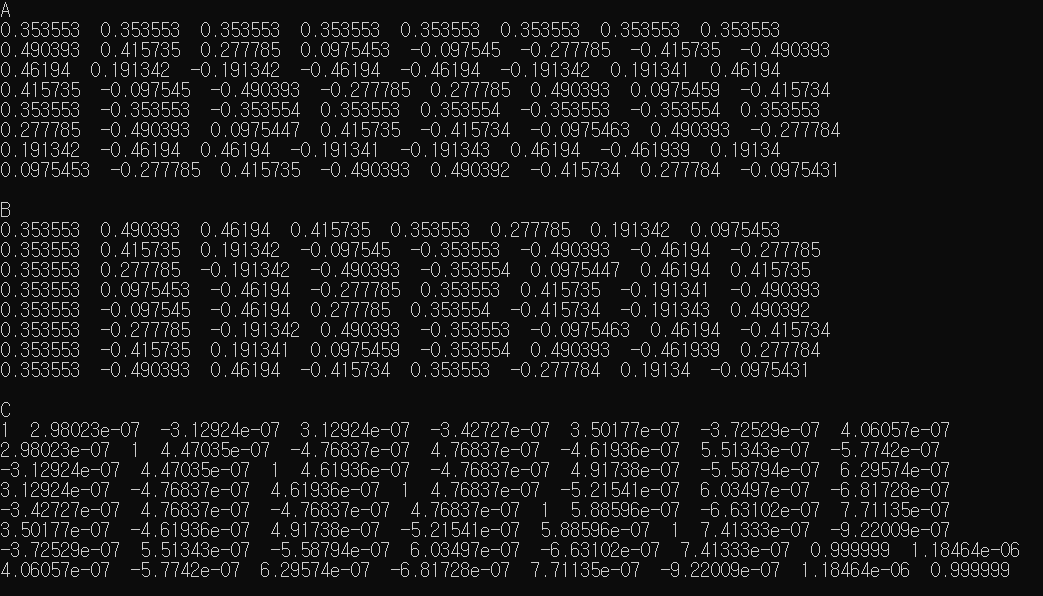 A
0.353553  0.353553  0.353553  0.353553  0.353553  0.353553  0.353553  0.353553
0.490393  0.415735  0.277785  0.0975453  -0.097545  -0.277785  -0.415735  -0.490393
0.46194  0.191342  -0.191342  -0.46194  -0.46194  -0.191342  0.191341  0.46194
0.415735  -0.097545  -0.490393  -0.277785  0.277785  0.490393  0.0975459  -0.415734
0.353553  -0.353553  -0.353554  0.353553  0.353554  -0.353553  -0.353554  0.353553
0.277785  -0.490393  0.0975447  0.415735  -0.415734  -0.0975463  0.490393  -0.277784
0.191342  -0.46194  0.46194  -0.191341  -0.191343  0.46194  -0.461939  0.19134
0.0975453  -0.277785  0.415735  -0.490393  0.490392  -0.415734  0.277784  -0.0975431
B
0.353553  0.490393  0.46194  0.415735  0.353553  0.277785  0.191342  0.0975453
0.353553  0.415735  0.191342  -0.097545  -0.353553  -0.490393  -0.46194  -0.277785
0.353553  0.277785  -0.191342  -0.490393  -0.353554  0.0975447  0.46194  0.415735
0.353553  0.0975453  -0.46194  -0.277785  0.353553  0.415735  -0.191341  -0.490393
0.353553  -0.097545  -0.46194  0.277785  0.353554  -0.415734  -0.191343  0.490392
0.353553  -0.277785  -0.191342  0.490393  -0.353553  -0.0975463  0.46194  -0.415734
0.353553  -0.415735  0.191341  0.0975459  -0.353554  0.490393  -0.461939  0.277784
0.353553  -0.490393  0.46194  -0.415734  0.353553  -0.277784  0.19134  -0.0975431
C
1  2.98023e-07  -3.12924e-07  3.12924e-07  -3.42727e-07  3.50177e-07  -3.72529e-07  4.06057e-07
2.98023e-07  1  4.47035e-07  -4.76837e-07  4.76837e-07  -4.61936e-07  5.51343e-07  -5.7742e-07
-3.12924e-07  4.47035e-07  1  4.61936e-07  -4.76837e-07  4.91738e-07  -5.58794e-07  6.29574e-07
3.12924e-07  -4.76837e-07  4.61936e-07  1  4.76837e-07  -5.21541e-07  6.03497e-07  -6.81728e-07
-3.42727e-07  4.76837e-07  -4.76837e-07  4.76837e-07  1  5.88596e-07  -6.63102e-07  7.71135e-07
3.50177e-07  -4.61936e-07  4.91738e-07  -5.21541e-07  5.88596e-07  1  7.41333e-07  -9.22009e-07
-3.72529e-07  5.51343e-07  -5.58794e-07  6.03497e-07  -6.63102e-07  7.41333e-07  0.999999  1.18464e-06
4.06057e-07  -5.7742e-07  6.29574e-07  -6.81728e-07  7.71135e-07  -9.22009e-07  1.18464e-06  0.999999